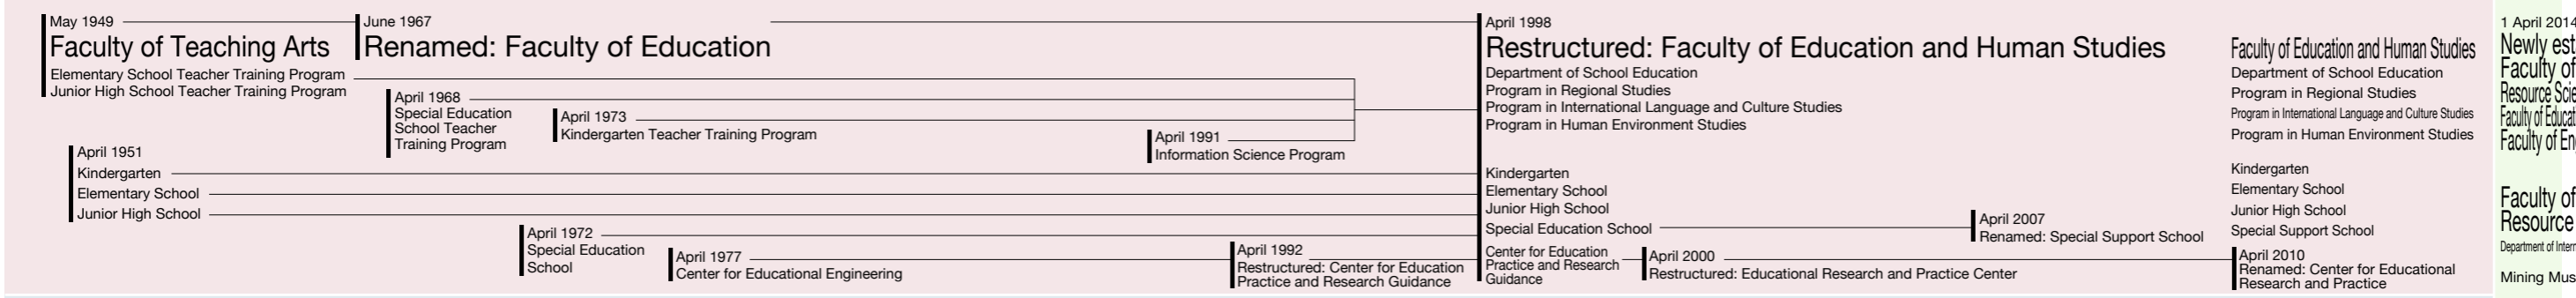 May 1949
Faculty of Teaching Arts
Elementary School Teacher Training Program
Junior High School Teacher Training Program
June 1967
Renamed: Faculty of Education
April 1968
Special Education
School Teacher
Training Program
April 1973
Kindergarten Teacher Training Program
April 1991
Information Science Program
April 1951
Kindergarten
Elementary School
Junior High School
April 1972
Special Education
School
April 1977
Center for Educational Engineering
April 1992
Restructured: Center for Education
Practice and Research Guidance
April 1998
Restructured: Faculty of Education and Human Studies
Department of School Education
Program in Regional Studies
Program in International Language and Culture Studies
Program in Human Environment Studies
Kindergarten
Elementary School
Junior High School
Special Education School
Center for Education
Practice and Research
Guidance
April 2000
Restructured: Educational Research and Practice Center
April 2007
Renamed: Special Support School
Faculty of Education and Human Studies
Department of School Education
Program in Regional Studies
Program in International Language and Culture Studies
Program in Human Environment Studies
Kindergarten
Elementary School
Junior High School
Special Support School
April 2010
Renamed: Center for Educational
Research and Practice
1 April 2014
Newly
Faculty of
Resource
Faculty of
Faculty of
Faculty of
Resource
Department of
Mining